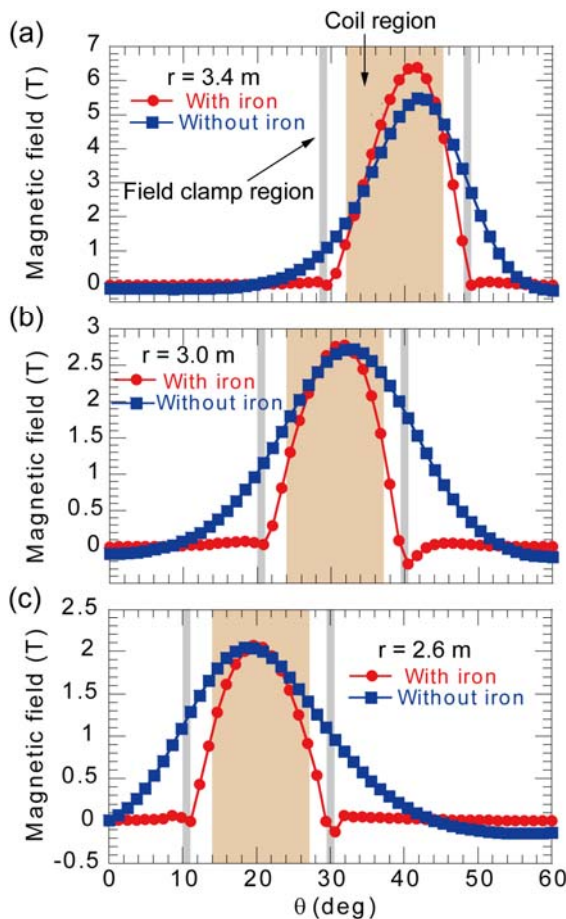 Coil region
(a)
7
6
5
4
3
2
1
0
Magnetic field (T)
r = 3.4 m
With iron
Without iron
Field clamp region
(b)
3
2.5
2
1.5
1
0.5
0
Magnetic field (T)
r = 3.0 m
With iron
Without iron
(c)
2.5
2
1.5
1
0.5
0
-0.5
Magnetic field (T)
r = 2.6 m
With iron
Without iron
0 10 20 30 40 50 60
θ (deg)